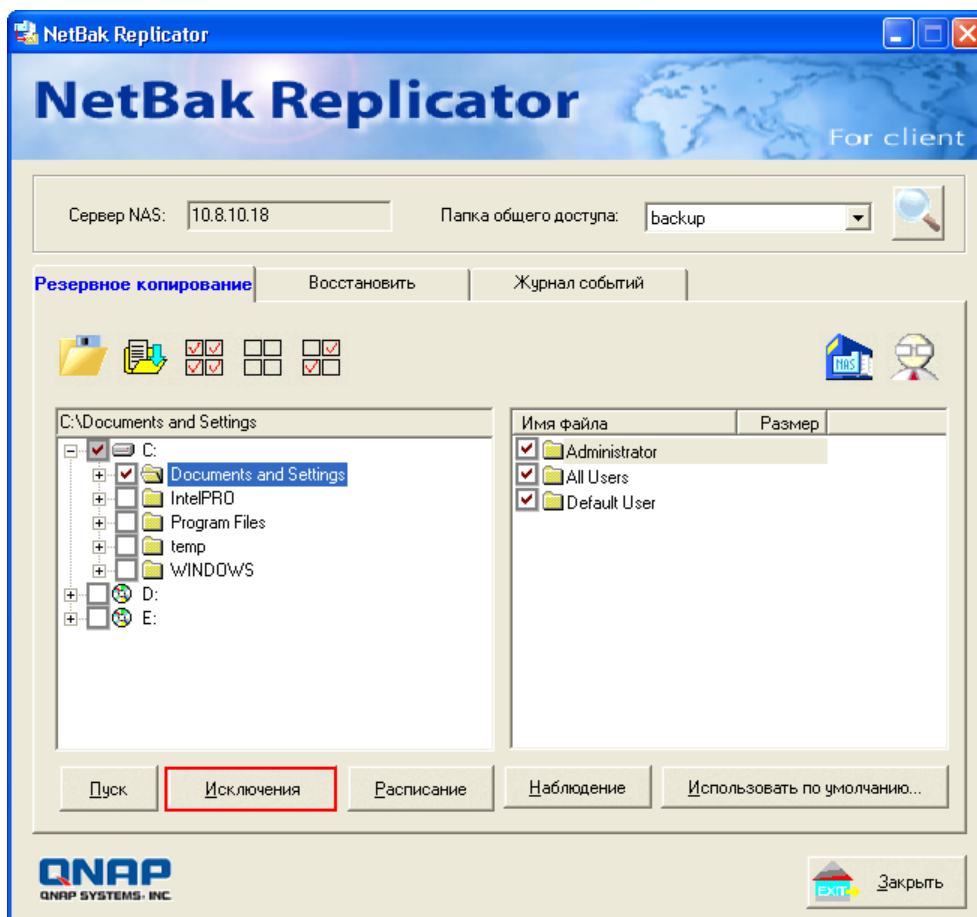 NetBak Replicator
NetBak Replicator
For client
Сервер NAS: 10.8.10.18 Папка общего доступа: backup
Резервное копирование Восстановить Журнал событий
NAS
C:\Documents and Settings
C:
Documents and Settings
IntelPRO
Program Files
temp
WINDOWS
D:
E:
Имя файла Размер
Administrator
All Users
Default User
Пуск Исключения Расписание Наблюдение Использовать по умолчанию...
QNAP
QNAP SYSTEMS, INC
EXIT Закрыть